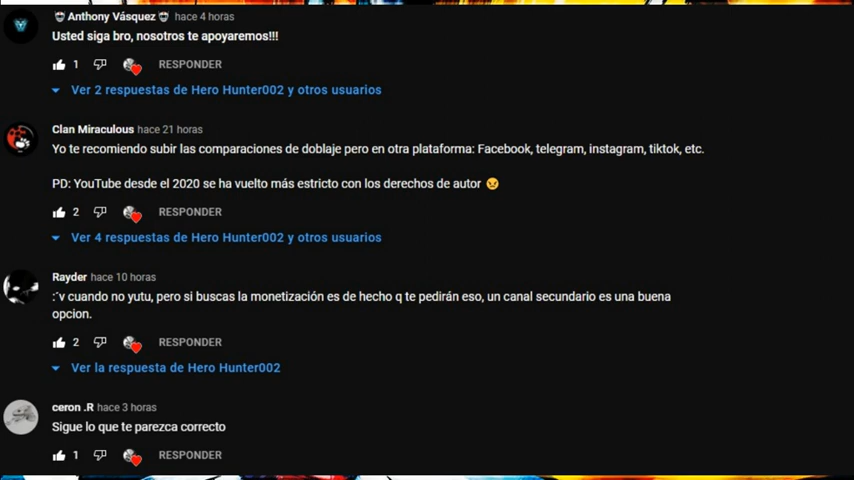 Anthony Vásquez hace 4 horas
Usted siga bro, nosotros te apoyaremos!!!
1 RESPONDER
Ver 2 respuestas de Hero Hunter002 y otros usuarios
Clan Miraculous hace 21 horas
Yo te recomiendo subir las comparaciones de doblaje pero en otra plataforma: Facebook, telegram, instagram, tiktok, etc.
PD: YouTube desde el 2020 se ha vuelto más estricto con los derechos de autor 😠
2 RESPONDER
Ver 4 respuestas de Hero Hunter002 y otros usuarios
Rayder hace 10 horas
:´v cuando no yutu, pero si buscas la monetización es de hecho q te pedirán eso, un canal secundario es una buena
opcion.
2 RESPONDER
Ver la respuesta de Hero Hunter002
ceron .R hace 3 horas
Sigue lo que te parezca correcto
1 RESPONDER